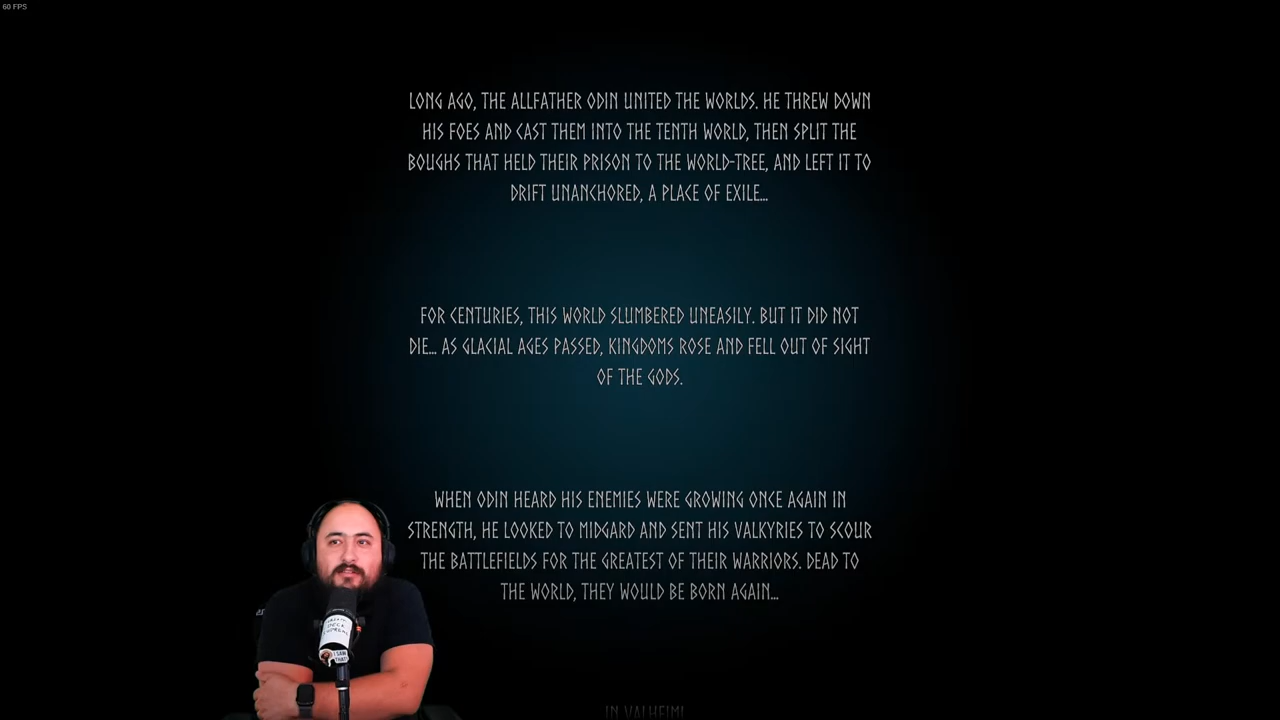 60 FPS
LONG AGO, THE ALLFATHER ODIN UNITED THE WORLDS. HE THREW DOWN
HIS FOES AND CAST THEM INTO THE TENTH WORLD, THEN SPLIT THE
BOUGHS THAT HELD THEIR PRISON TO THE WORLD-TREE, AND LEFT IT TO
DRIFT UNANCHORED, A PLACE OF EXILE...
FOR CENTURIES, THIS WORLD SLUMBERED UNEASILY. BUT IT DID NOT
DIE... AS GLACIAL AGES PASSED, KINGDOMS ROSE AND FELL OUT OF SIGHT
OF THE GODS.
WHEN ODIN HEARD HIS ENEMIES WERE GROWING ONCE AGAIN IN
STRENGTH, HE LOOKED TO MIDGARD AND SENT HIS VALKYRIES TO SCOUR
THE BATTLEFIELDS FOR THE GREATEST OF THEIR WARRIORS. DEAD TO
THE WORLD, THEY WOULD BE BORN AGAIN...
DECK
SUPREME
I SAW
THAT!
IN VALHEIM!